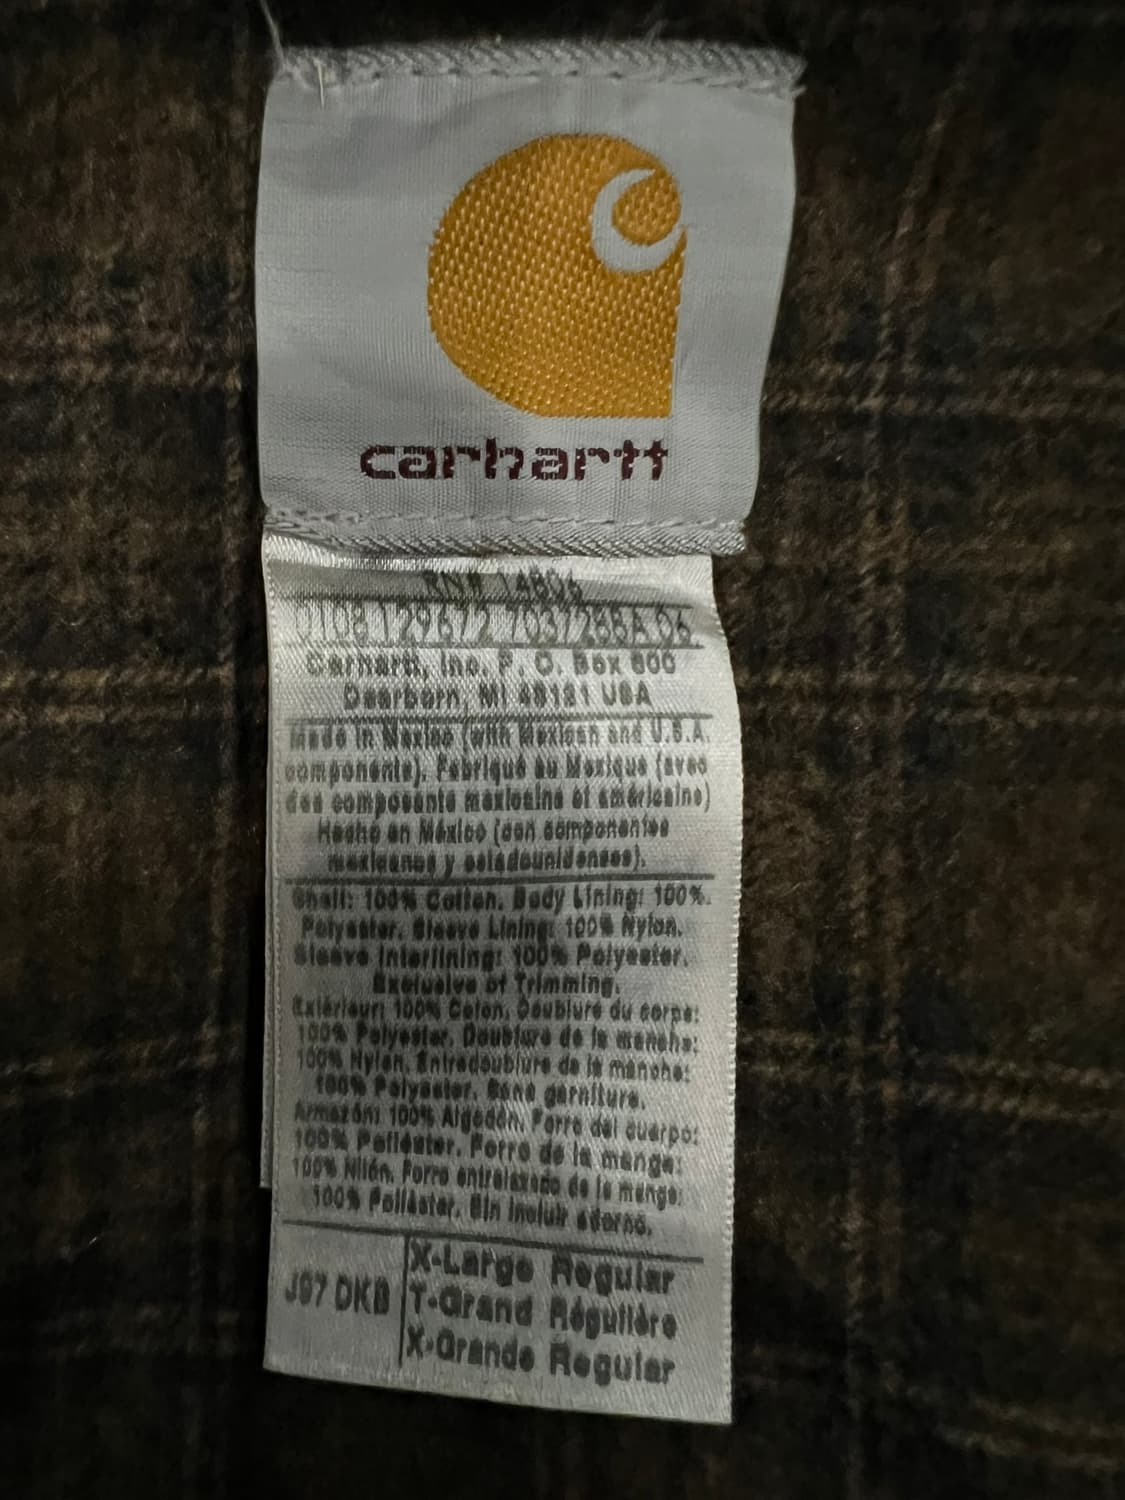 carhartt
RN# 14806
0108 129672 7037288A 06
Carhartt, Inc. P. O. Box 600
Dearborn, MI 48121 USA
Made in Mexico (with Mexican and U.S.A.
components). Fabriqué au Mexique (avec
des composants mexicains et américains)
Hecho en México (con componentes
mexicanos y estadounidenses).
Shell: 100% Cotton. Body Lining: 100%
Polyester. Sleeve Lining: 100% Nylon.
Sleeve Interlining: 100% Polyester.
Exclusive of Trimming.
Extérieur: 100% Coton. Doublure du corps:
100% Polyester. Doublure de la manche:
100% Nylon. Entredoublure de la manche:
100% Polyester. Sans garniture.
Armazón: 100% Algodón. Forro del cuerpo:
100% Poliéster. Forro de la manga:
100% Nilón. Forro entrelazado de la manga:
100% Poliéster. Sin incluir adorno.
J97 DKB
X-Large Regular
T-Grand Régulière
X-Grande Regular